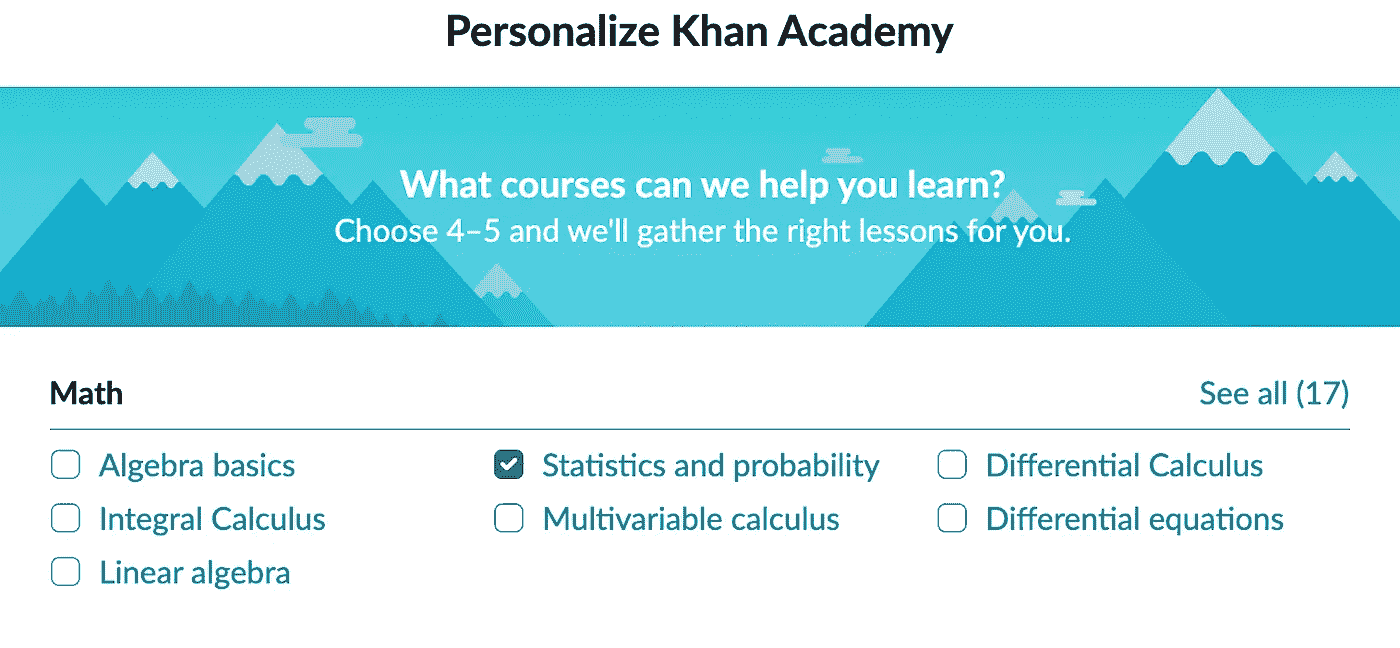 Personalize Khan Academy
What courses can we help you learn?
Choose 4–5 and we'll gather the right lessons for you.
Math See all (17)
Algebra basics Statistics and probability Differential Calculus
Integral Calculus Multivariable calculus Differential equations
Linear algebra